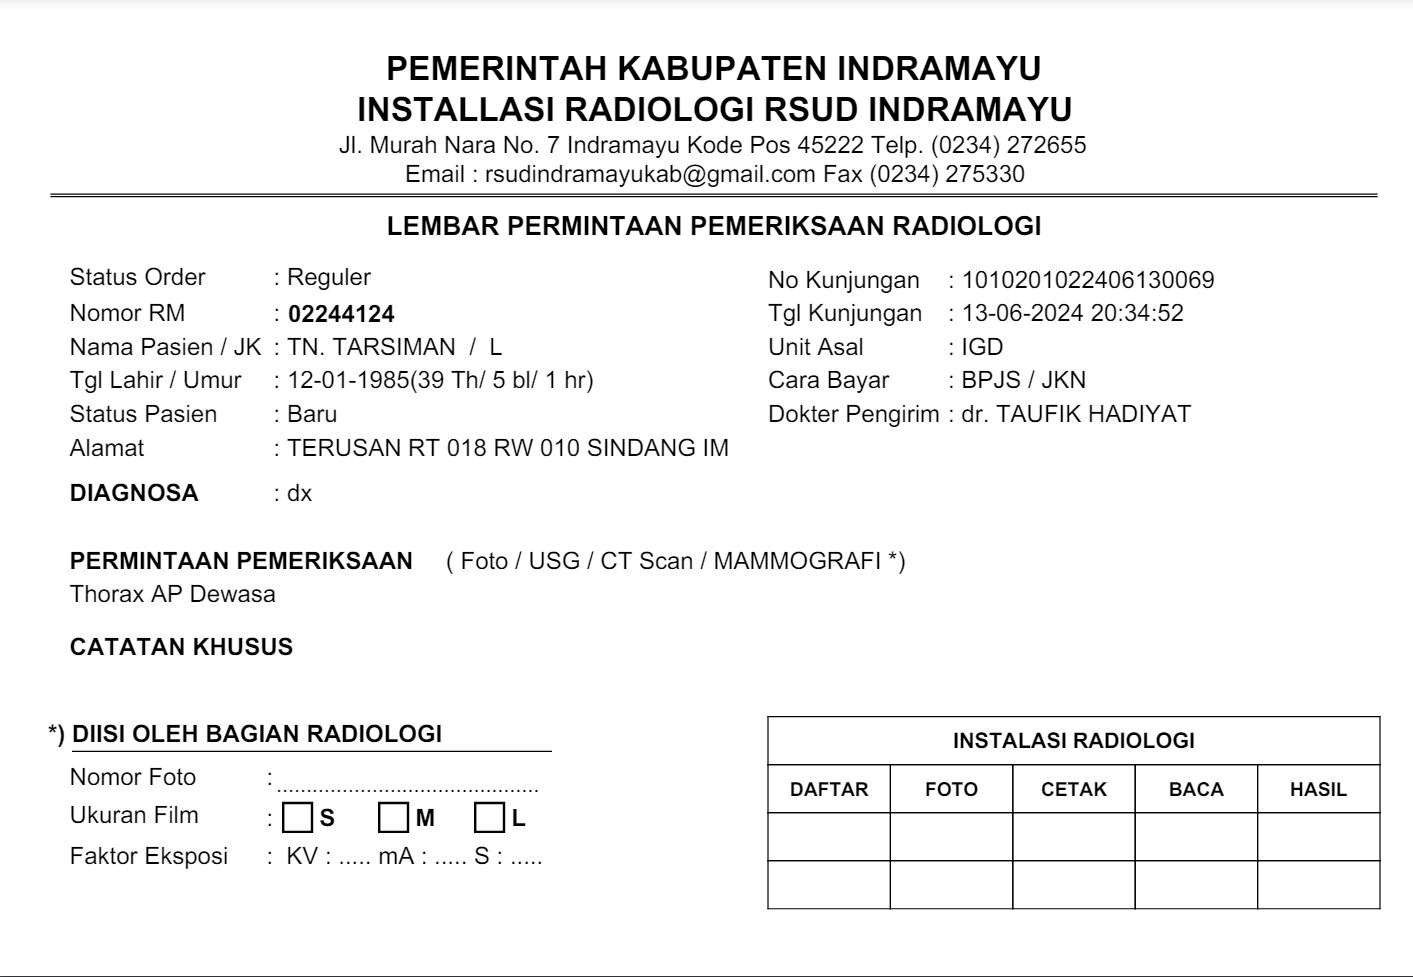 PEMERINTAH KABUPATEN INDRAMAYU
INSTALLASI RADIOLOGI RSUD INDRAMAYU
Jl. Murah Nara No. 7 Indramayu Kode Pos 45222 Telp. (0234) 272655
Email : rsudindramayukab@gmail.com Fax (0234) 275330
LEMBAR PERMINTAAN PEMERIKSAAN RADIOLOGI
Status Order : Reguler
Nomor RM : 02244124
Nama Pasien / JK : TN. TARSIMAN / L
Tgl Lahir / Umur : 12-01-1985(39 Th/ 5 bl/ 1 hr)
Status Pasien : Baru
Alamat : TERUSAN RT 018 RW 010 SINDANG IM
No Kunjungan : 1010201022406130069
Tgl Kunjungan : 13-06-2024 20:34:52
Unit Asal : IGD
Cara Bayar : BPJS / JKN
Dokter Pengirim : dr. TAUFIK HADIYAT
DIAGNOSA : dx
PERMINTAAN PEMERIKSAAN ( Foto / USG / CT Scan / MAMMOGRAFI *)
Thorax AP Dewasa
CATATAN KHUSUS
*) DIISI OLEH BAGIAN RADIOLOGI
Nomor Foto : ............................................
Ukuran Film : S M L
Faktor Eksposi : KV : ..... mA : ..... S : .....
INSTALASI RADIOLOGI
DAFTAR FOTO CETAK BACA HASIL